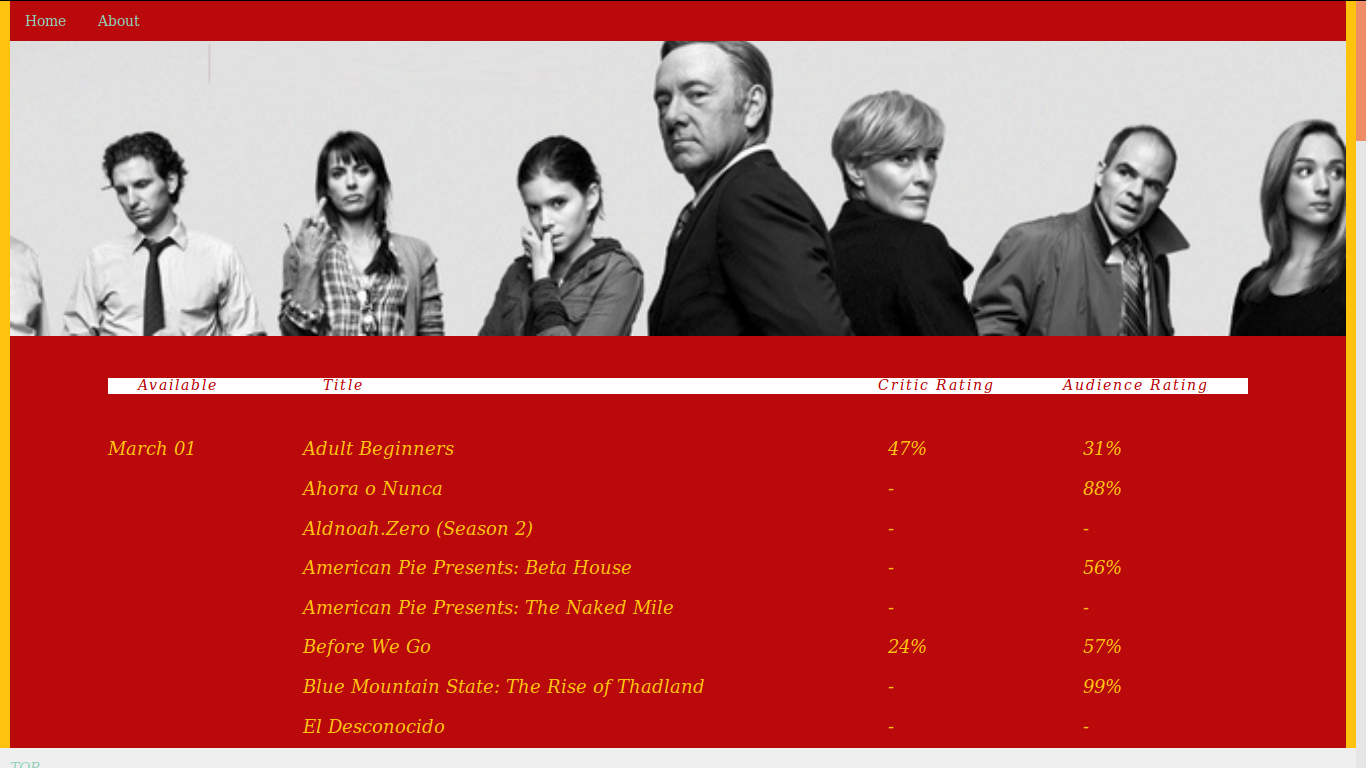 Home About
Available Title Critic Rating Audience Rating
March 01 Adult Beginners 47% 31%
Ahora o Nunca - 88%
Aldnoah.Zero (Season 2) - -
American Pie Presents: Beta House - 56%
American Pie Presents: The Naked Mile - -
Before We Go 24% 57%
Blue Mountain State: The Rise of Thadland - 99%
El Desconocido - -
TOP